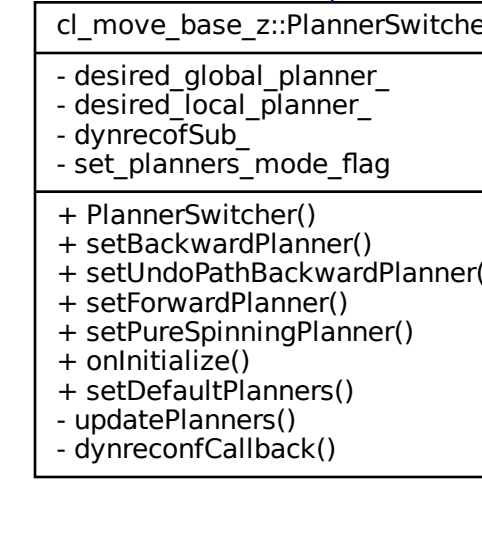 cl_move_base_z::PlannerSwitche
- desired_global_planner_
- desired_local_planner_
- dynrecofSub_
- set_planners_mode_flag
+ PlannerSwitcher()
+ setBackwardPlanner()
+ setUndoPathBackwardPlanner(
+ setForwardPlanner()
+ setPureSpinningPlanner()
+ onInitialize()
+ setDefaultPlanners()
- updatePlanners()
- dynreconfCallback()